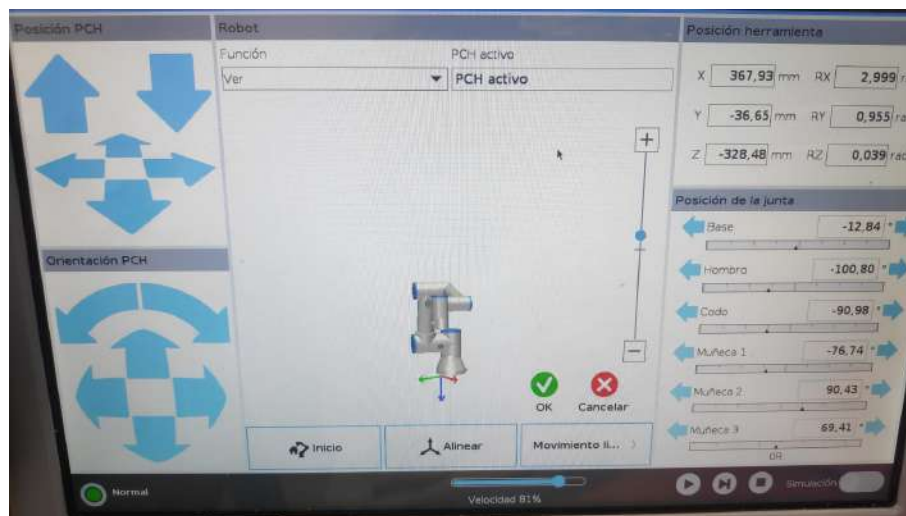 Posición PCH
Robot
Función
PCH activo
Ver
PCH activo
Posición herramienta
X 367,93 mm RX 2,999
Y -36,65 mm RY 0,955 rad
Z -328,48 mm RZ 0,039 rad
Posición de la junta
Base -12,84 °
Hombro -100,80 °
Codo -90,98 °
Muñeca 1 -76,74 °
Muñeca 2 90,43 °
Muñeca 3 69,41 °
Orientación PCH
OK
Cancelar
Inicio
Alinear
Movimiento li...
Normal
Velocidad 81%
Simulación